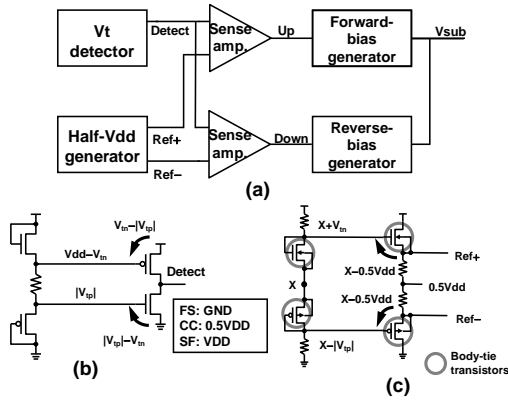 Vt
detector
Detect
Sense
amp.
Up
Forward-
bias
generator
Vsub
Half-Vdd
generator
Ref+
Ref−
Sense
amp.
Down
Reverse-
bias
generator
(a)
Vtn−|Vtp|
Vdd−Vtn
Detect
|Vtp|
|Vtp|−Vtn
FS: GND
CC: 0.5VDD
SF: VDD
(b)
X+Vtn
Ref+
X−0.5Vdd
X
0.5Vdd
X−0.5Vdd
Ref−
X−|Vtp|
Body-tie
transistors
(c)